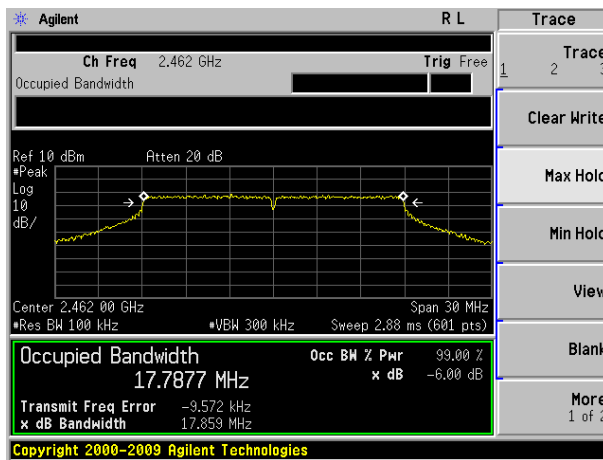 Agilent R L Trace
Ch Freq 2.462 GHz Trig Free
Occupied Bandwidth
Trace
1 2 3
Clear Write
Max Hold
Min Hold
View
Blank
More
1 of 2
Ref 10 dBm Atten 20 dB
#Peak
Log
10
dB/
Center 2.462 00 GHz Span 30 MHz
#Res BW 100 kHz #VBW 300 kHz Sweep 2.88 ms (601 pts)
Occupied Bandwidth Occ BW % Pwr 99.00 %
17.7877 MHz x dB -6.00 dB
Transmit Freq Error -9.572 kHz
x dB Bandwidth 17.859 MHz
Copyright 2000-2009 Agilent Technologies